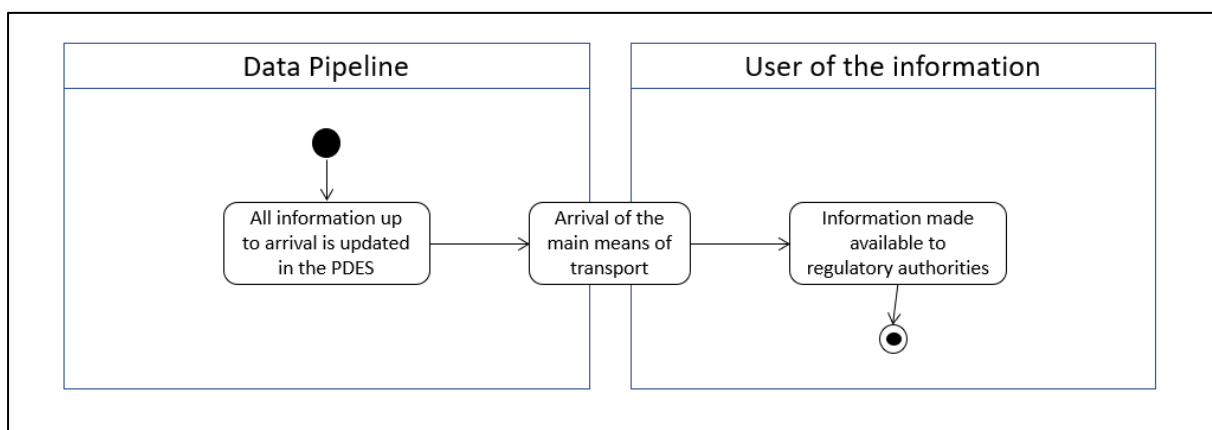 Data Pipeline
User of the information
All information up
to arrival is updated
in the PDES
Arrival of the
main means of
transport
Information made
available to
regulatory authorities